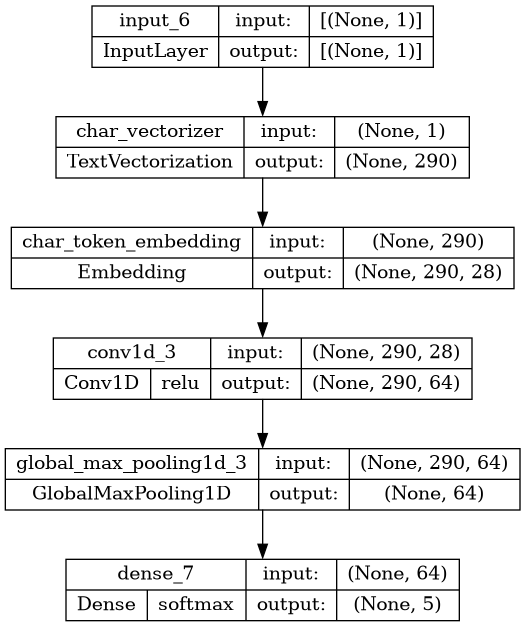 input_6 input: [(None, 1)]
InputLayer output: [(None, 1)]
char_vectorizer input: (None, 1)
TextVectorization output: (None, 290)
char_token_embedding input: (None, 290)
Embedding output: (None, 290, 28)
conv1d_3 input: (None, 290, 28)
Conv1D relu output: (None, 290, 64)
global_max_pooling1d_3 input: (None, 290, 64)
GlobalMaxPooling1D output: (None, 64)
dense_7 input: (None, 64)
Dense softmax output: (None, 5)